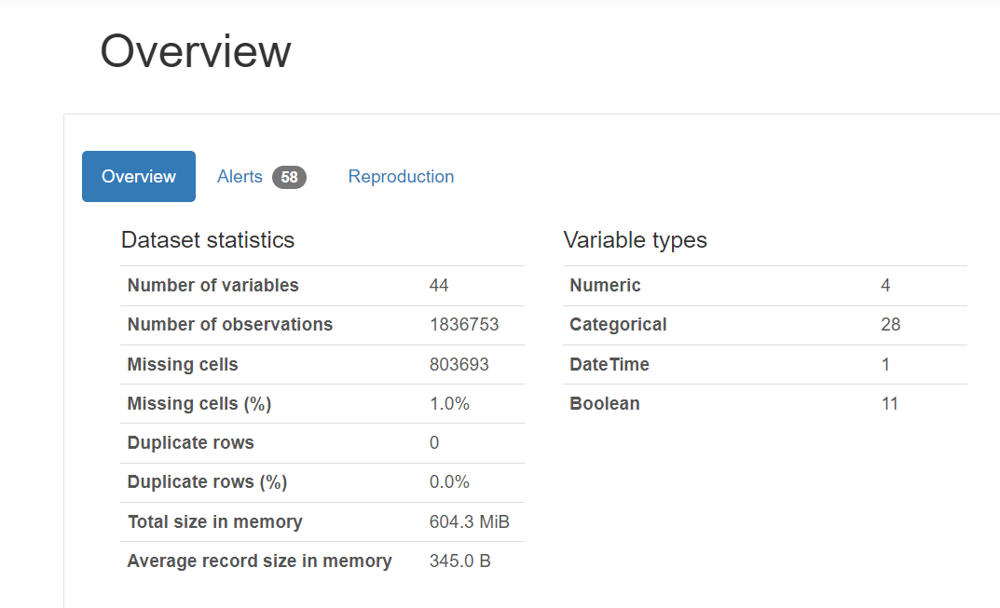 Overview
Overview Alerts 58 Reproduction
Dataset statistics
Number of variables 44
Number of observations 1836753
Missing cells 803693
Missing cells (%) 1.0%
Duplicate rows 0
Duplicate rows (%) 0.0%
Total size in memory 604.3 MiB
Average record size in memory 345.0 B
Variable types
Numeric 4
Categorical 28
DateTime 1
Boolean 11